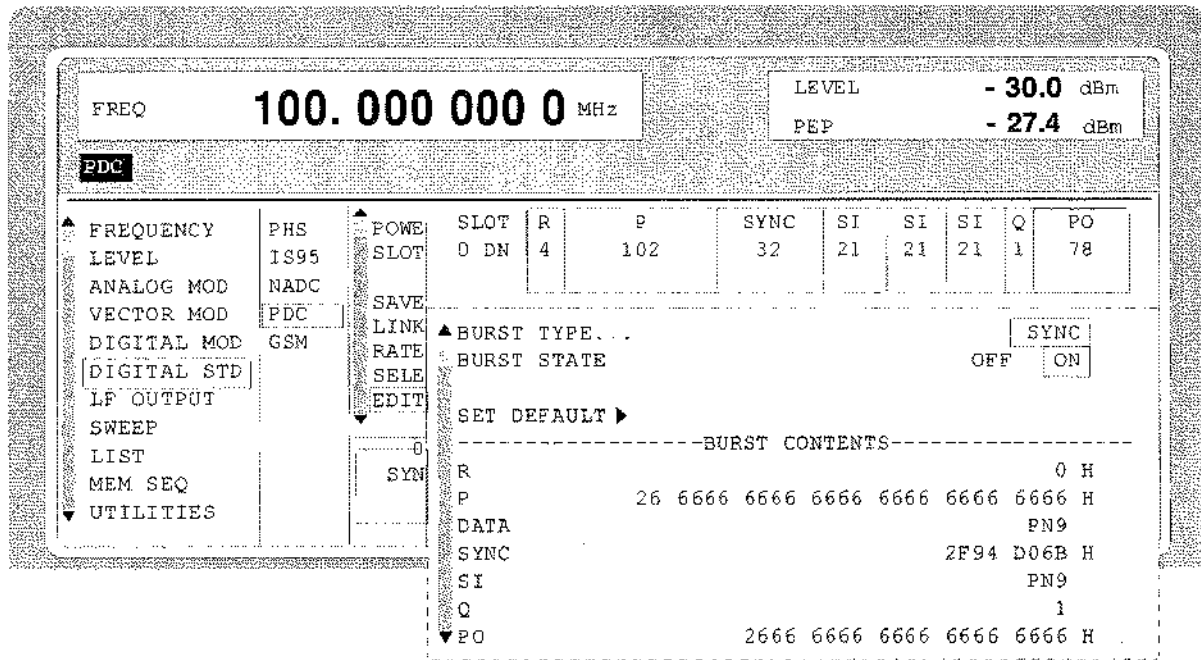 FREQ 100. 000 000 0 MHz
LEVEL - 30.0 dBm
PEP - 27.4 dBm
PDC
FREQUENCY
LEVEL
ANALOG MOD
VECTOR MOD
DIGITAL MOD
DIGITAL STD
LF OUTPUT
SWEEP
LIST
MEM SEQ
UTILITIES
PHS
IS95
NADC
PDC
GSM
POWE
SLOT
SAVE
LINK
RATE
SELE
EDIT
0
SYN
SLOT R P SYNC SI SI SI Q PO
0 DN 4 102 32 21 21 21 1 78
BURST TYPE... SYNC
BURST STATE OFF ON
SET DEFAULT
BURST CONTENTS
R 0 H
P 26 6666 6666 6666 6666 6666 6666 H
DATA PN9
SYNC 2F94 D06B H
SI PN9
Q 1
PO 2666 6666 6666 6666 6666 H